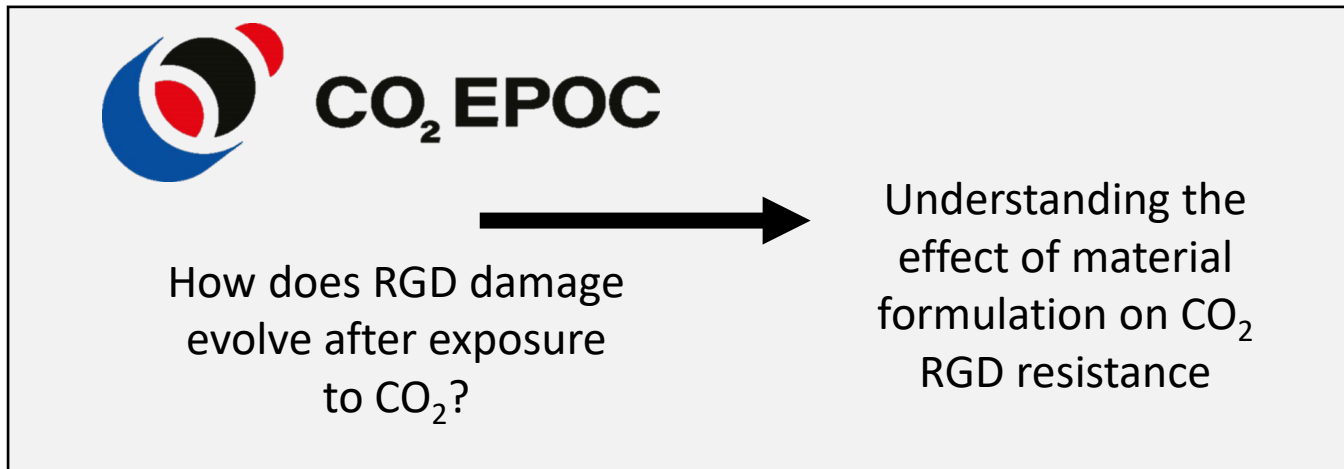 CO₂ EPOC
How does RGD damage
evolve after exposure
to CO₂?
Understanding the
effect of material
formulation on CO₂
RGD resistance